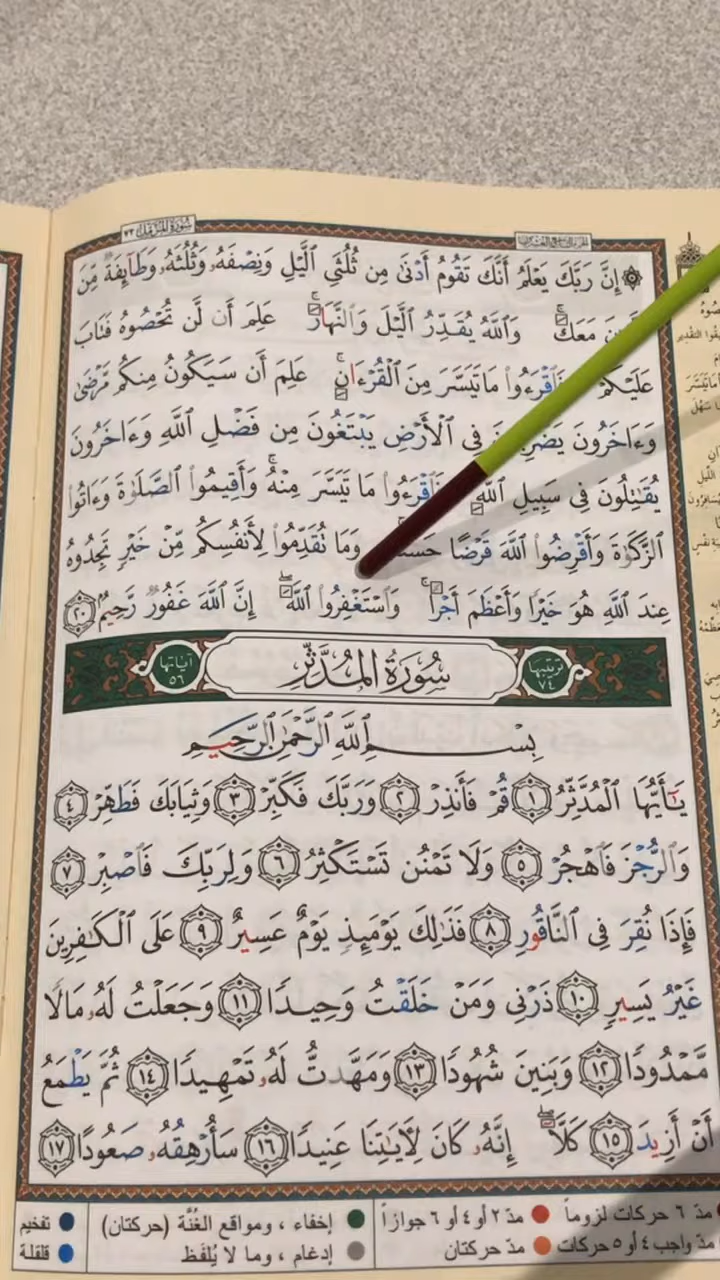 سُورَةُ المُزَّمِّل ٧٣
۞ إِنَّ رَبَّكَ يَعْلَمُ أَنَّكَ تَقُومُ أَدْنَىٰ مِن ثُلُثَيِ ٱلَّيْلِ وَنِصْفَهُۥ وَثُلُثَهُۥ وَطَآئِفَةٌ مِّنَ
مَعَكَۚ وَٱللَّهُ يُقَدِّرُ ٱلَّيْلَ وَٱلنَّهَارَۚ عَلِمَ أَن لَّن تُحْصُوهُ فَتَابَ
عَلَيْكُمْ فَٱقْرَءُوا۟ مَا تَيَسَّرَ مِنَ ٱلْقُرْءَانِۚ عَلِمَ أَن سَيَكُونُ مِنكُم مَّرْضَىٰ
وَءَاخَرُونَ يَضْرِبُونَ فِى ٱلْأَرْضِ يَبْتَغُونَ مِن فَضْلِ ٱللَّهِ وَءَاخَرُونَ
يُقَـٰتِلُونَ فِى سَبِيلِ ٱللَّهِ فَٱقْرَءُوا۟ مَا تَيَسَّرَ مِنْهُۚ وَأَقِيمُوا۟ ٱلصَّلَوٰةَ وَءَاتُوا۟
ٱلزَّكَوٰةَ وَأَقْرِضُوا۟ ٱللَّهَ قَرْضًا حَسَنًاۚ وَمَا تُقَدِّمُوا۟ لِأَنفُسِكُم مِّنْ خَيْرٍ تَجِدُوهُ
عِندَ ٱللَّهِ هُوَ خَيْرًا وَأَعْظَمَ أَجْرًاۚ وَٱسْتَغْفِرُوا۟ ٱللَّهَۖ إِنَّ ٱللَّهَ غَفُورٌ رَّحِيمٌۢ ٢٠
ترتيبها ٧٤ سُورَةُ المُدَّثِّرِ آياتها ٥٦
بِسْمِ ٱللَّهِ ٱلرَّحْمَـٰنِ ٱلرَّحِيمِ
يَـٰٓأَيُّهَا ٱلْمُدَّثِّرُ ١ قُمْ فَأَنذِرْ ٢ وَرَبَّكَ فَكَبِّرْ ٣ وَثِيَابَكَ فَطَهِّرْ ٤
وَٱلرُّجْزَ فَٱهْجُرْ ٥ وَلَا تَمْنُن تَسْتَكْثِرُ ٦ وَلِرَبِّكَ فَٱصْبِرْ ٧
فَإِذَا نُقِرَ فِى ٱلنَّاقُورِ ٨ فَذَٰلِكَ يَوْمَئِذٍ يَوْمٌ عَسِيرٌ ٩ عَلَى ٱلْكَـٰفِرِينَ
غَيْرُ يَسِيرٍ ١٠ ذَرْنِى وَمَنْ خَلَقْتُ وَحِيدًا ١١ وَجَعَلْتُ لَهُۥ مَالًا
مَّمْدُودًا ١٢ وَبَنِينَ شُهُودًا ١٣ وَمَهَّدتُّ لَهُۥ تَمْهِيدًا ١٤ ثُمَّ يَطْمَعُ
أَنْ أَزِيدَ ١٥ كَلَّآۖ إِنَّهُۥ كَانَ لِـَٔايَـٰتِنَا عَنِيدًا ١٦ سَأُرْهِقُهُۥ صَعُودًا ١٧
مدّ ٦ حركات لزوماً مدّ ٢ أو ٤ أو ٦ جوازاً إخفاء ، ومواقع الغُنَّة (حركتان) تفخيم
مدّ واجب ٤ أو ٥ حركات مدّ حركتان إدغام ، وما لا يُلفَظ قلقلة